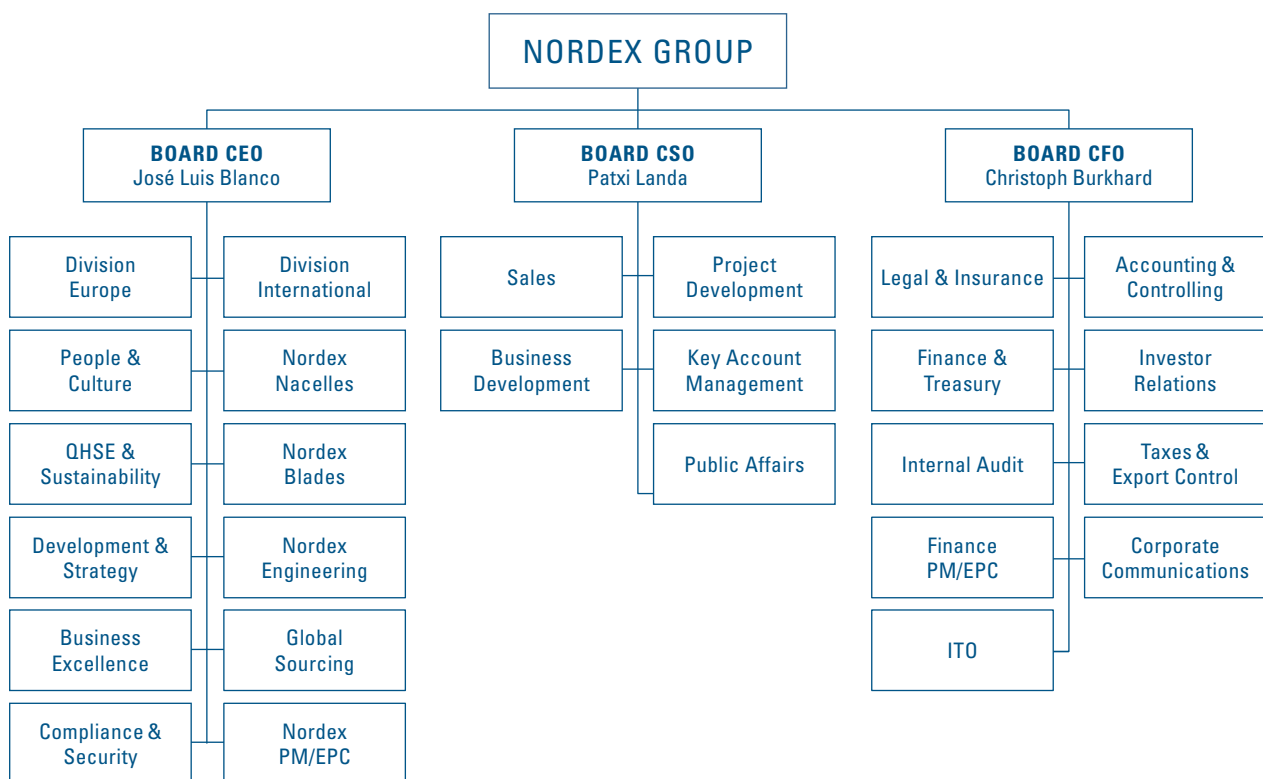 NORDEX GROUP
BOARD CEO
José Luis Blanco
BOARD CSO
Patxi Landa
BOARD CFO
Christoph Burkhard
Division
Europe
Division
International
People &
Culture
Nordex
Nacelles
QHSE &
Sustainability
Nordex
Blades
Development &
Strategy
Nordex
Engineering
Business
Excellence
Global
Sourcing
Compliance &
Security
Nordex
PM/EPC
Sales
Project
Development
Business
Development
Key Account
Management
Public Affairs
Legal & Insurance
Accounting &
Controlling
Finance &
Treasury
Investor
Relations
Internal Audit
Taxes &
Export Control
Finance
PM/EPC
Corporate
Communications
ITO